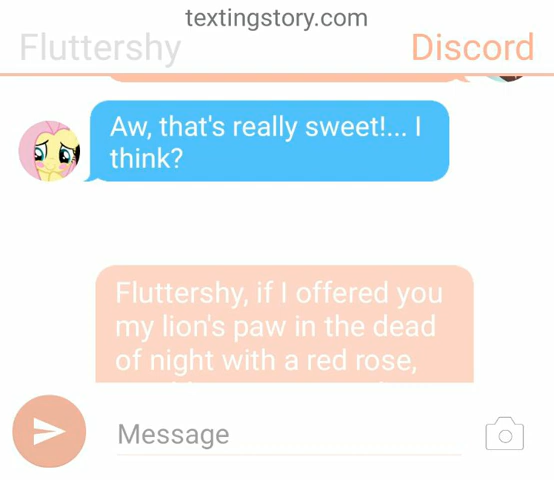 textingstory.com
Fluttershy
Discord
Aw, that's really sweet!... I
think?
Fluttershy, if I offered you
my lion's paw in the dead
of night with a red rose,
Message